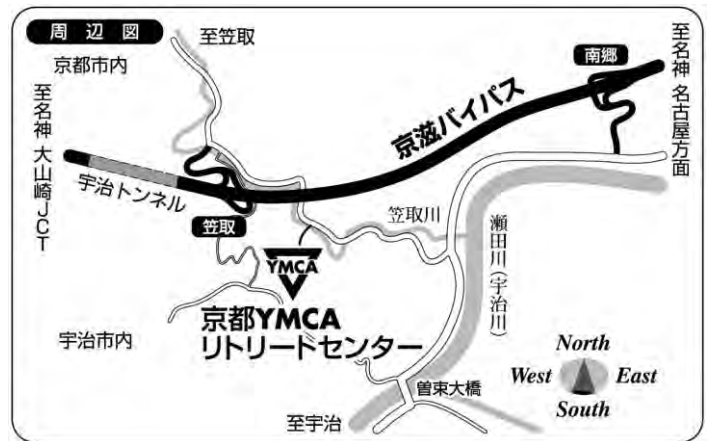 周辺図
至笠取
京都市内
南郷
至名神 名古屋方面
至名神 大山崎JCT
京滋バイパス
宇治トンネル
笠取
笠取川
瀬田川(宇治川)
YMCA
京都YMCA
リトリートセンター
宇治市内
North
West East
South
曽束大橋
至宇治